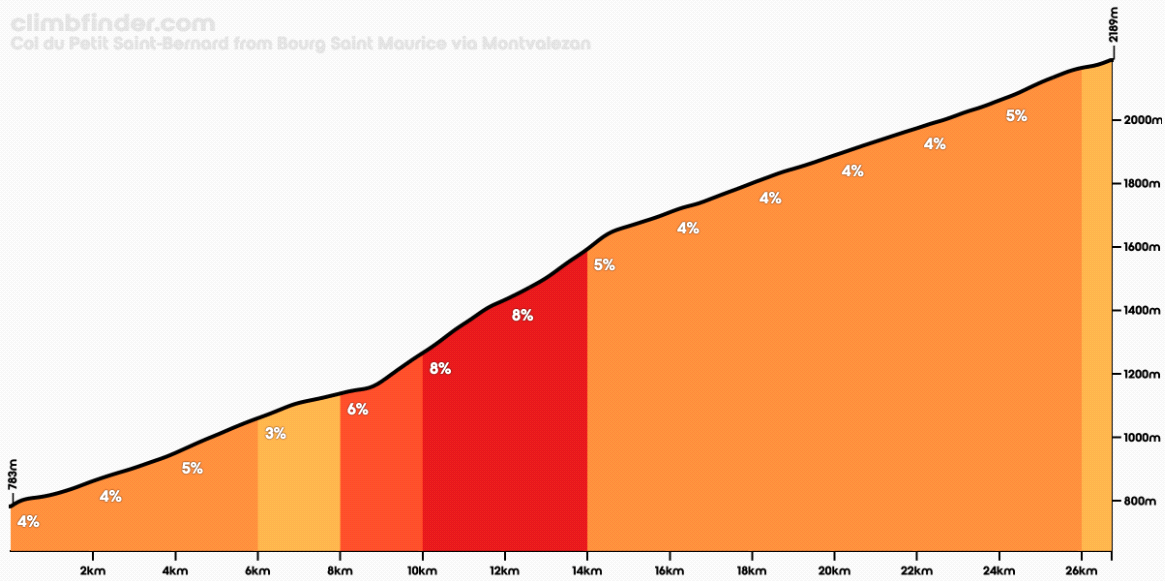 climbfinder.com
Col du Petit Saint-Bernard from Bourg Saint Maurice via Montvalezan
2189m
2000m
1800m
1600m
1400m
1200m
1000m
800m
783m
4%
4%
5%
3%
6%
8%
8%
5%
4%
4%
4%
4%
5%
2km
4km
6km
8km
10km
12km
14km
16km
18km
20km
22km
24km
26km